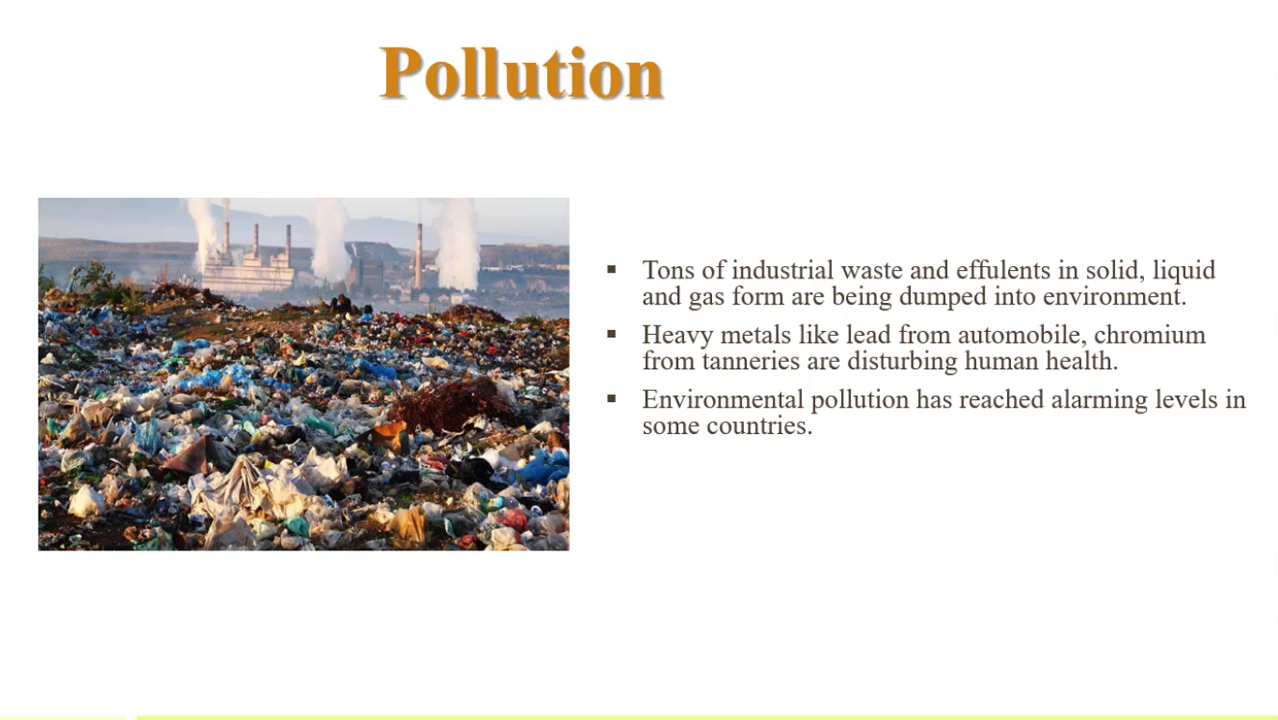 Pollution
▪ Tons of industrial waste and effulents in solid, liquid
and gas form are being dumped into environment.
▪ Heavy metals like lead from automobile, chromium
from tanneries are disturbing human health.
▪ Environmental pollution has reached alarming levels in
some countries.